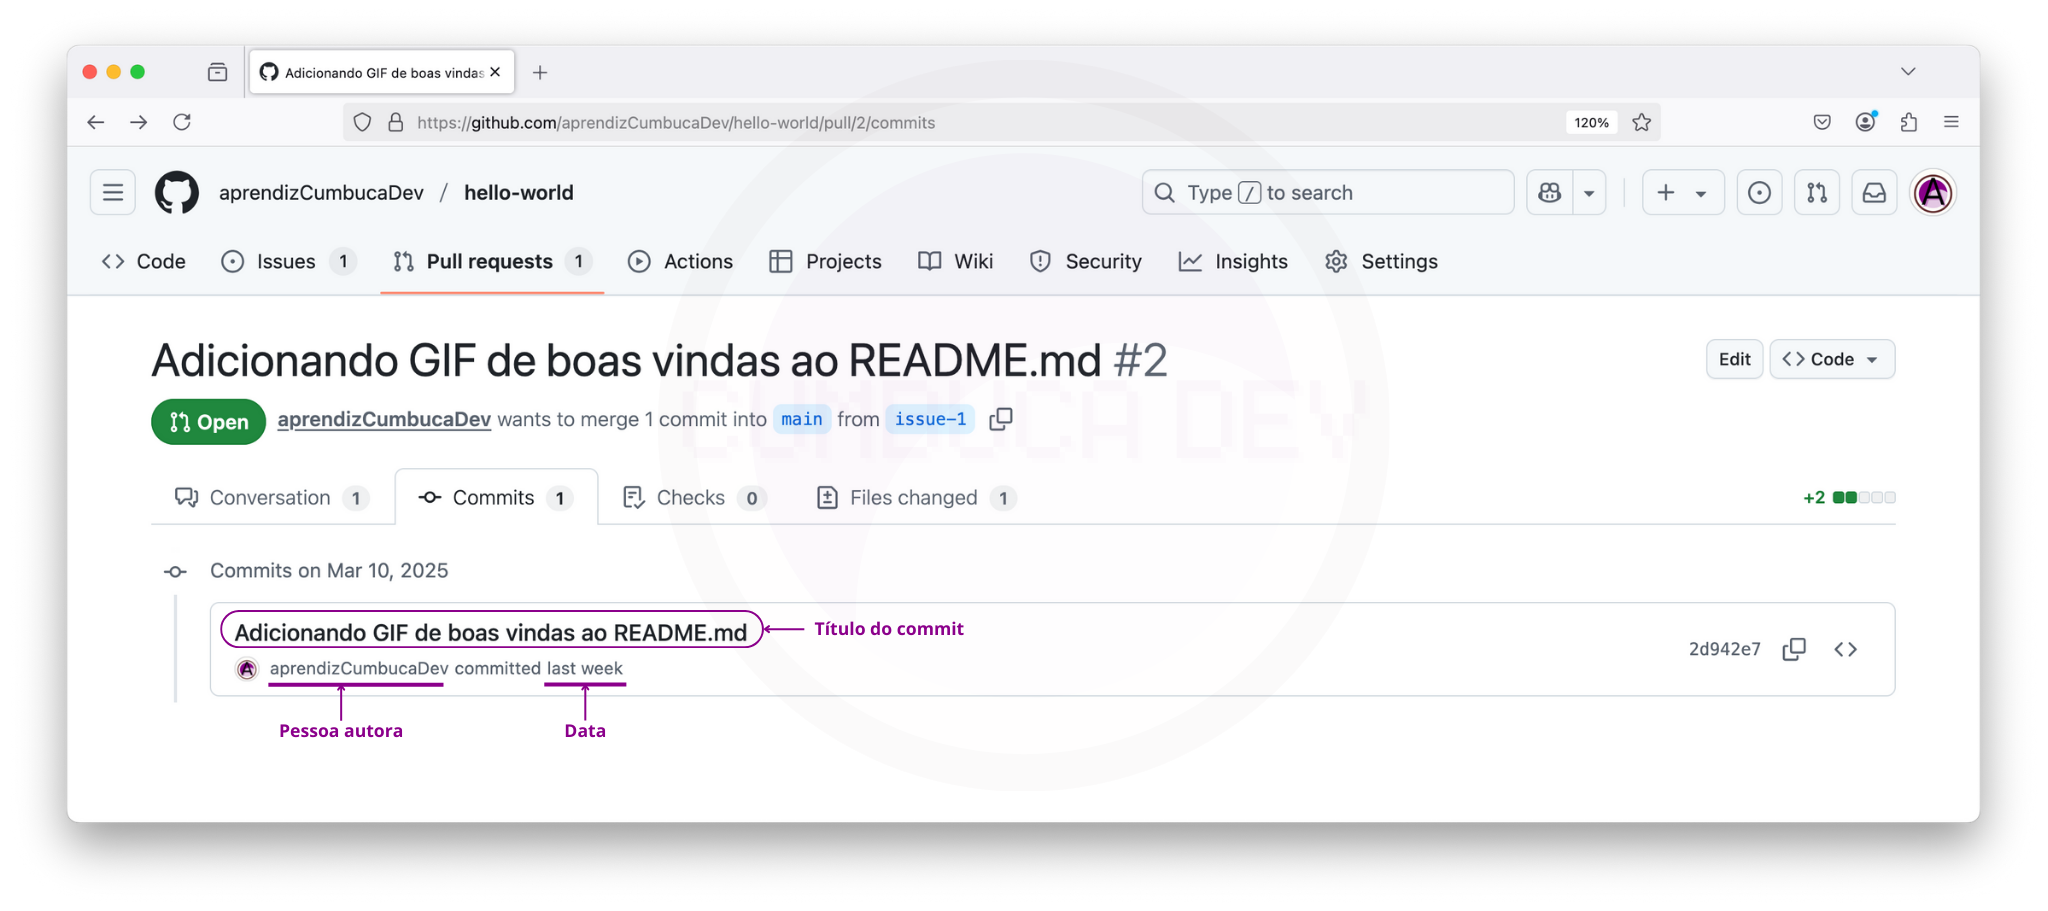 Adicionando GIF de boas vindas
120%
https://github.com/aprendizCumbucaDev/hello-world/pull/2/commits
aprendizCumbucaDev / hello-world
Type / to search
Code
Issues 1
Pull requests 1
Actions
Projects
Wiki
Security
Insights
Settings
Adicionando GIF de boas vindas ao README.md #2
Edit
Code
Open
aprendizCumbucaDev wants to merge 1 commit into main from issue-1
CUMBUCA DEV
Conversation 1
Commits 1
Checks 0
Files changed 1
+2
Commits on Mar 10, 2025
Adicionando GIF de boas vindas ao README.md
Título do commit
aprendizCumbucaDev committed last week
2d942e7
Pessoa autora
Data